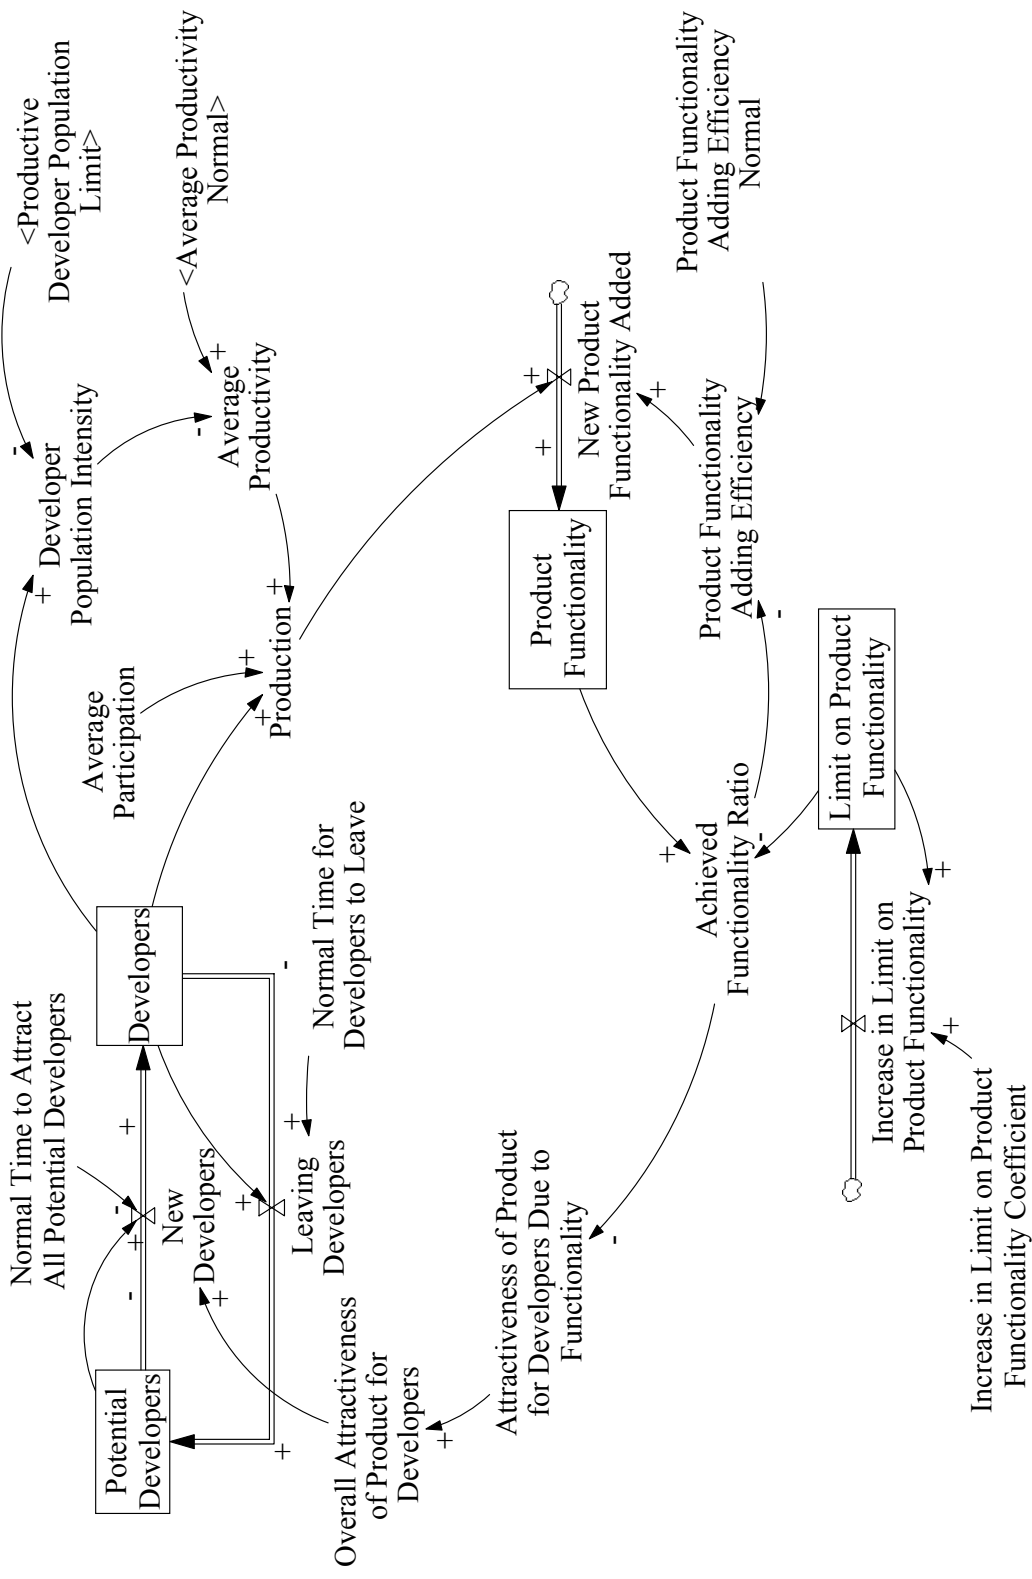 Normal Time to Attract
All Potential Developers
Potential
Developers
New
Developers
Developers
Leaving
Developers
Normal Time for
Developers to Leave
Overall Attractiveness
of Product for
Developers
Attractiveness of Product
for Developers Due to
Functionality
Average
Participation
Production
Developer
Population Intensity
<Productive
Developer Population
Limit>
<Average Productivity
Normal>
Average
Productivity
Product
Functionality
New Product
Functionality Added
Product Functionality
Adding Efficiency
Product Functionality
Adding Efficiency
Normal
Achieved
Functionality Ratio
Limit on Product
Functionality
Increase in Limit on
Product Functionality
Increase in Limit on Product
Functionality Coefficient
+
-
+
-
+
+
+
-
+
+
+
-
+
-
+
-
+
+
+
+
+
+
-
+
-
+
+